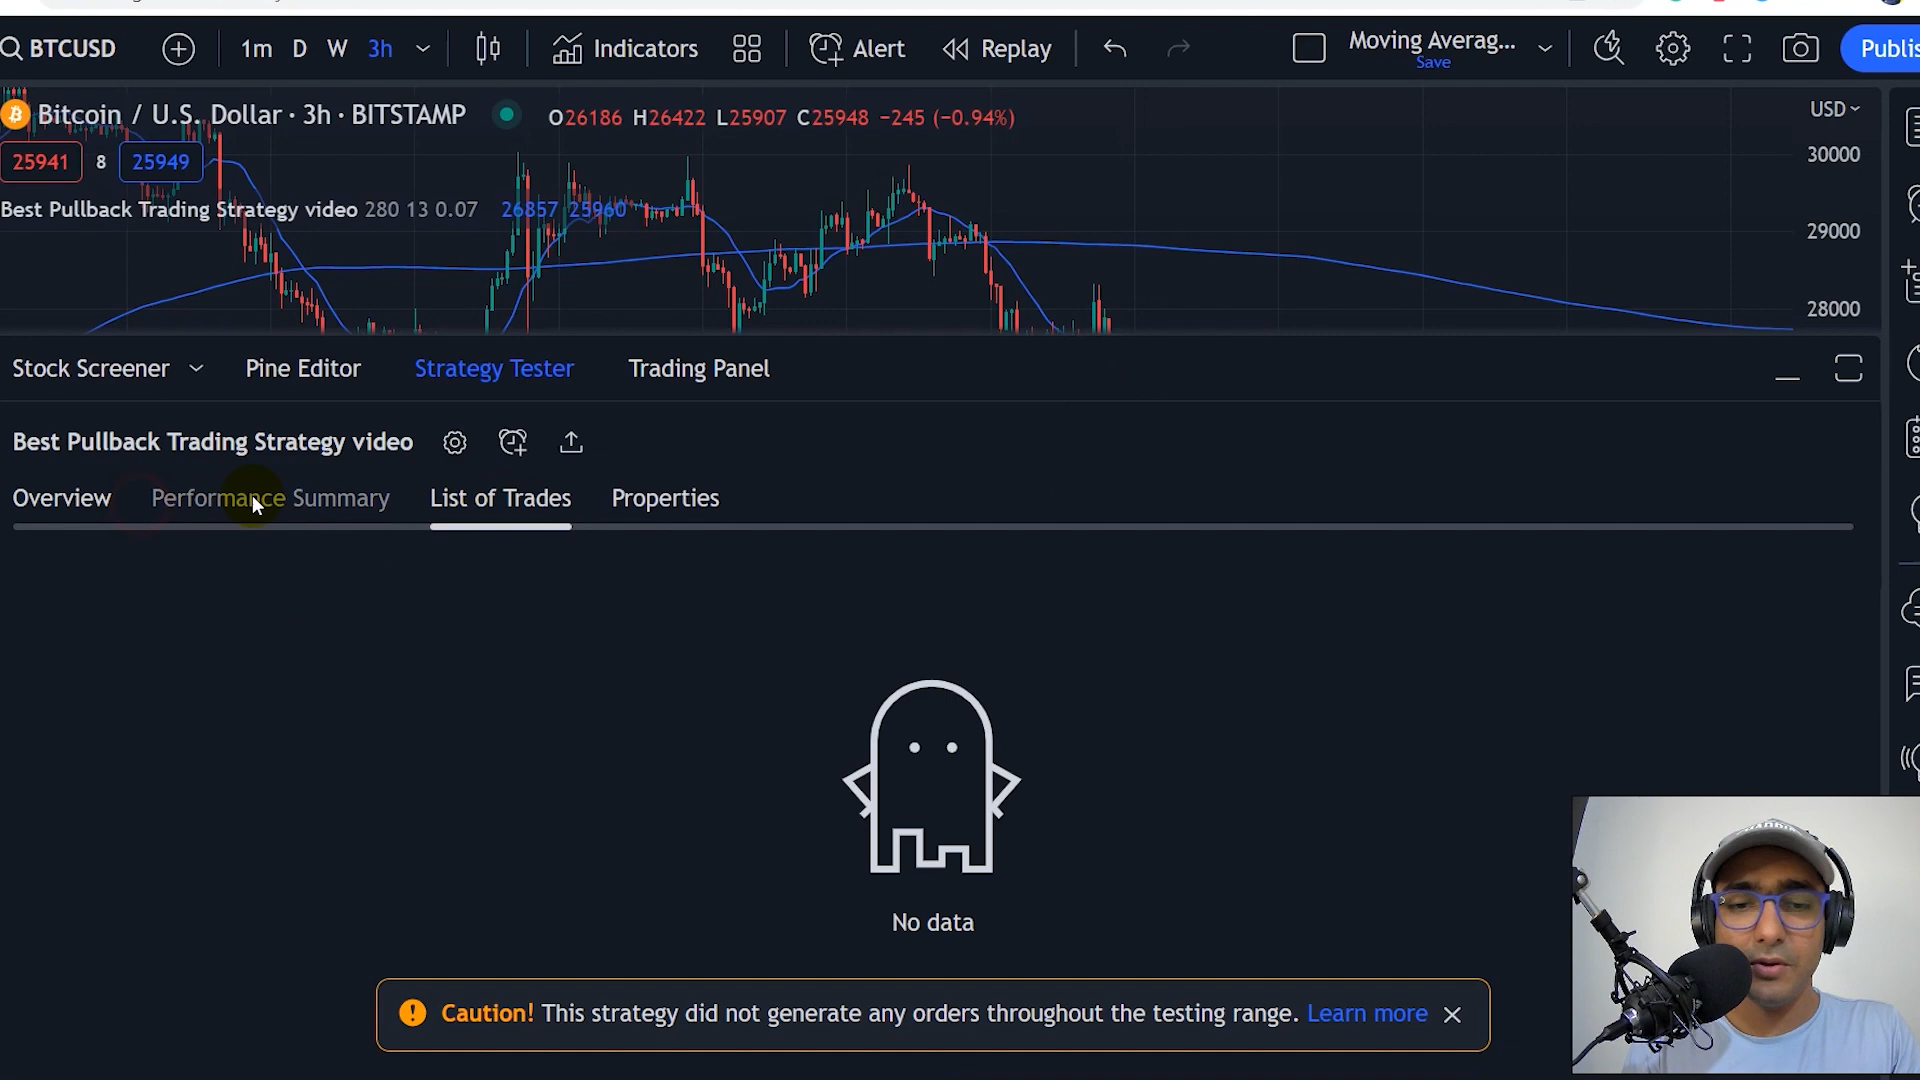 BTCUSD 1m D W 3h Indicators Alert Replay Moving Averag... Save
Bitcoin / U.S. Dollar · 3h · BITSTAMP O26186 H26422 L25907 C25948 −245 (−0.94%) USD
25941 8 25949 30000
Best Pullback Trading Strategy video 280 13 0.07 26857 25960
29000
28000
Stock Screener Pine Editor Strategy Tester Trading Panel
Best Pullback Trading Strategy video
Overview Performance Summary List of Trades Properties
No data
Caution! This strategy did not generate any orders throughout the testing range. Learn more